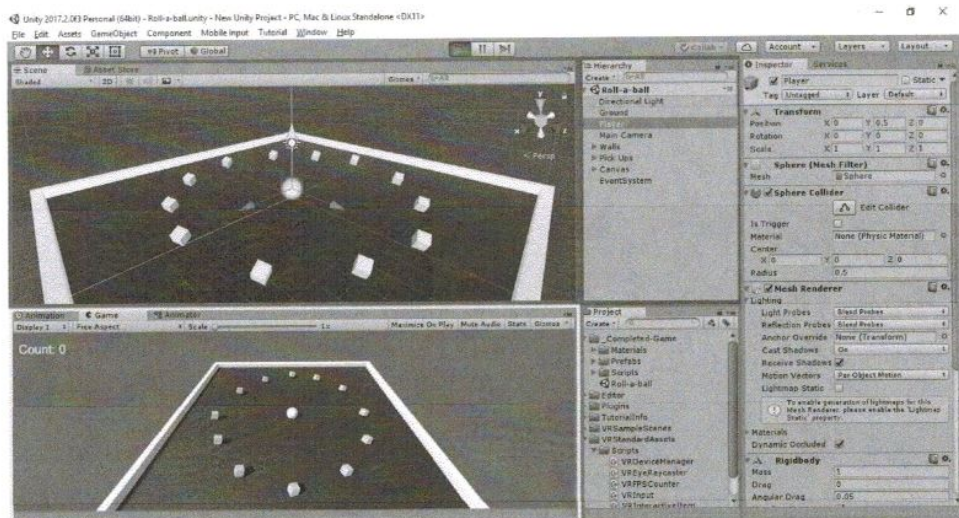 Unity 2017.2.0f3 Personal (64bit) - Roll-a-ball.unity - New Unity Project - PC, Mac & Linux Standalone <DX11>
File Edit Assets GameObject Component Mobile Input Tutorial Window Help
Pivot Global
Collab Account Layers Layout
Scene Asset Store
Shaded 2D Gizmos All
y
x z
< Persp
Hierarchy
Create All
Roll-a-ball
Directional Light
Ground
Player
Main Camera
Walls
Pick Ups
Canvas
EventSystem
Animation Game Animator
Display 1 Free Aspect Scale 1x Maximize On Play Mute Audio Stats Gizmos
Count: 0
Project
Create
_Completed-Game
Materials
Prefabs
Scripts
Roll-a-ball
Editor
Plugins
TutorialInfo
VRSampleScenes
VRStandardAssets
Scripts
VRDeviceManager
VREyeRaycaster
VRFPSCounter
VRInput
VRInteractiveItem
Inspector Services
Player Static
Tag Untagged Layer Default
Transform
Position X 0 Y 0.5 Z 0
Rotation X 0 Y 0 Z 0
Scale X 1 Y 1 Z 1
Sphere (Mesh Filter)
Mesh Sphere
Sphere Collider
Edit Collider
Is Trigger
Material None (Physic Material)
Center
X 0 Y 0 Z 0
Radius 0.5
Mesh Renderer
Lighting
Light Probes Blend Probes
Reflection Probes Blend Probes
Anchor Override None (Transform)
Cast Shadows On
Receive Shadows
Motion Vectors Per Object Motion
Lightmap Static
To enable generation of lightmaps for this
Mesh Renderer, please enable the 'Lightmap
Static' property.
Materials
Dynamic Occluded
Rigidbody
Mass 1
Drag 0
Angular Drag 0.05